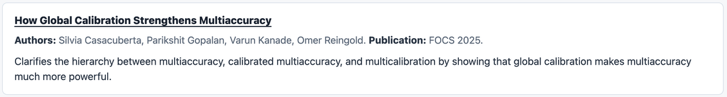 How Global Calibration Strengthens Multiaccuracy
Authors: Silvia Casacuberta, Parikshit Gopalan, Varun Kanade, Omer Reingold. Publication: FOCS 2025.
Clarifies the hierarchy between multiaccuracy, calibrated multiaccuracy, and multicalibration by showing that global calibration makes multiaccuracy
much more powerful.